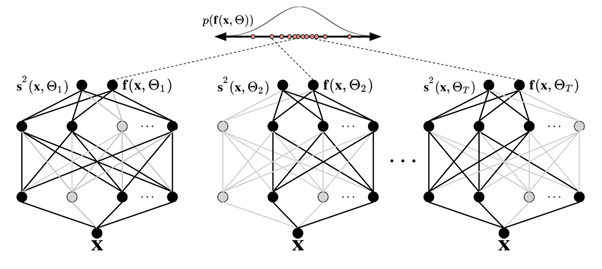 p(f(x, Θ))
s²(x, Θ₁) f(x, Θ₁) s²(x, Θ₂) f(x, Θ₂) s²(x, Θ_T) f(x, Θ_T)
... ... ...
...
... ... ...
x x x